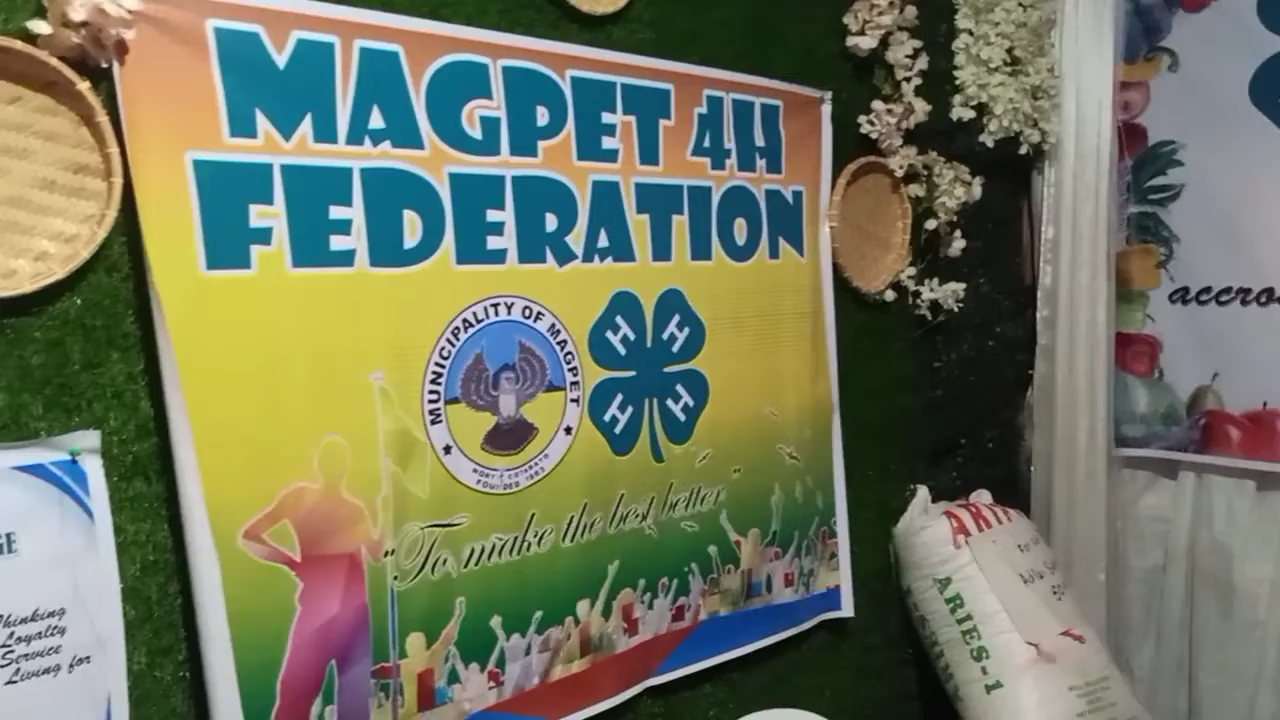 MAGPET 4H
FEDERATION
MUNICIPALITY OF MAGPET
NORTH COTABATO
FOUNDED 1963
H H
H H
"To make the best better"
GE
Thinking
Loyalty
Service
Living for
accro
ARIES-1